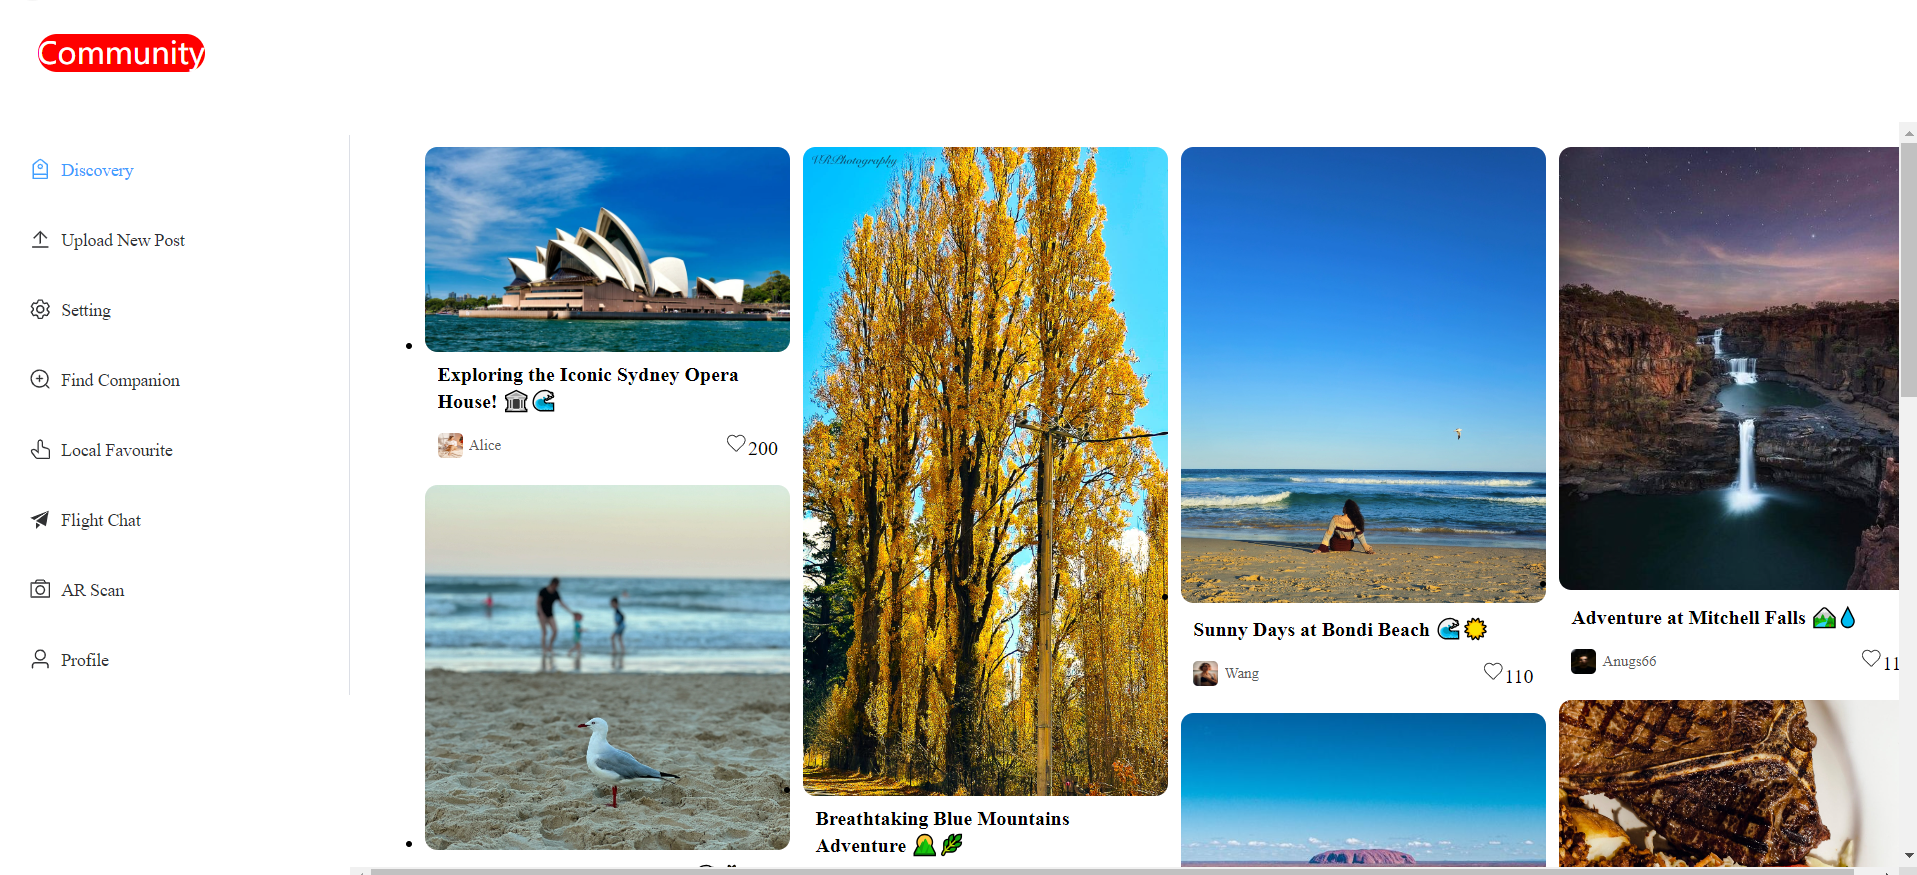 Community
Discovery
Upload New Post
Setting
Find Companion
Local Favourite
Flight Chat
AR Scan
Profile
Exploring the Iconic Sydney Opera
House! 🏛️🌊
Alice
200
VRPhotography
Breathtaking Blue Mountains
Adventure 🏞️🌿
Sunny Days at Bondi Beach 🌊☀️
Wang
110
Adventure at Mitchell Falls 🏞️💧
Anugs66
11